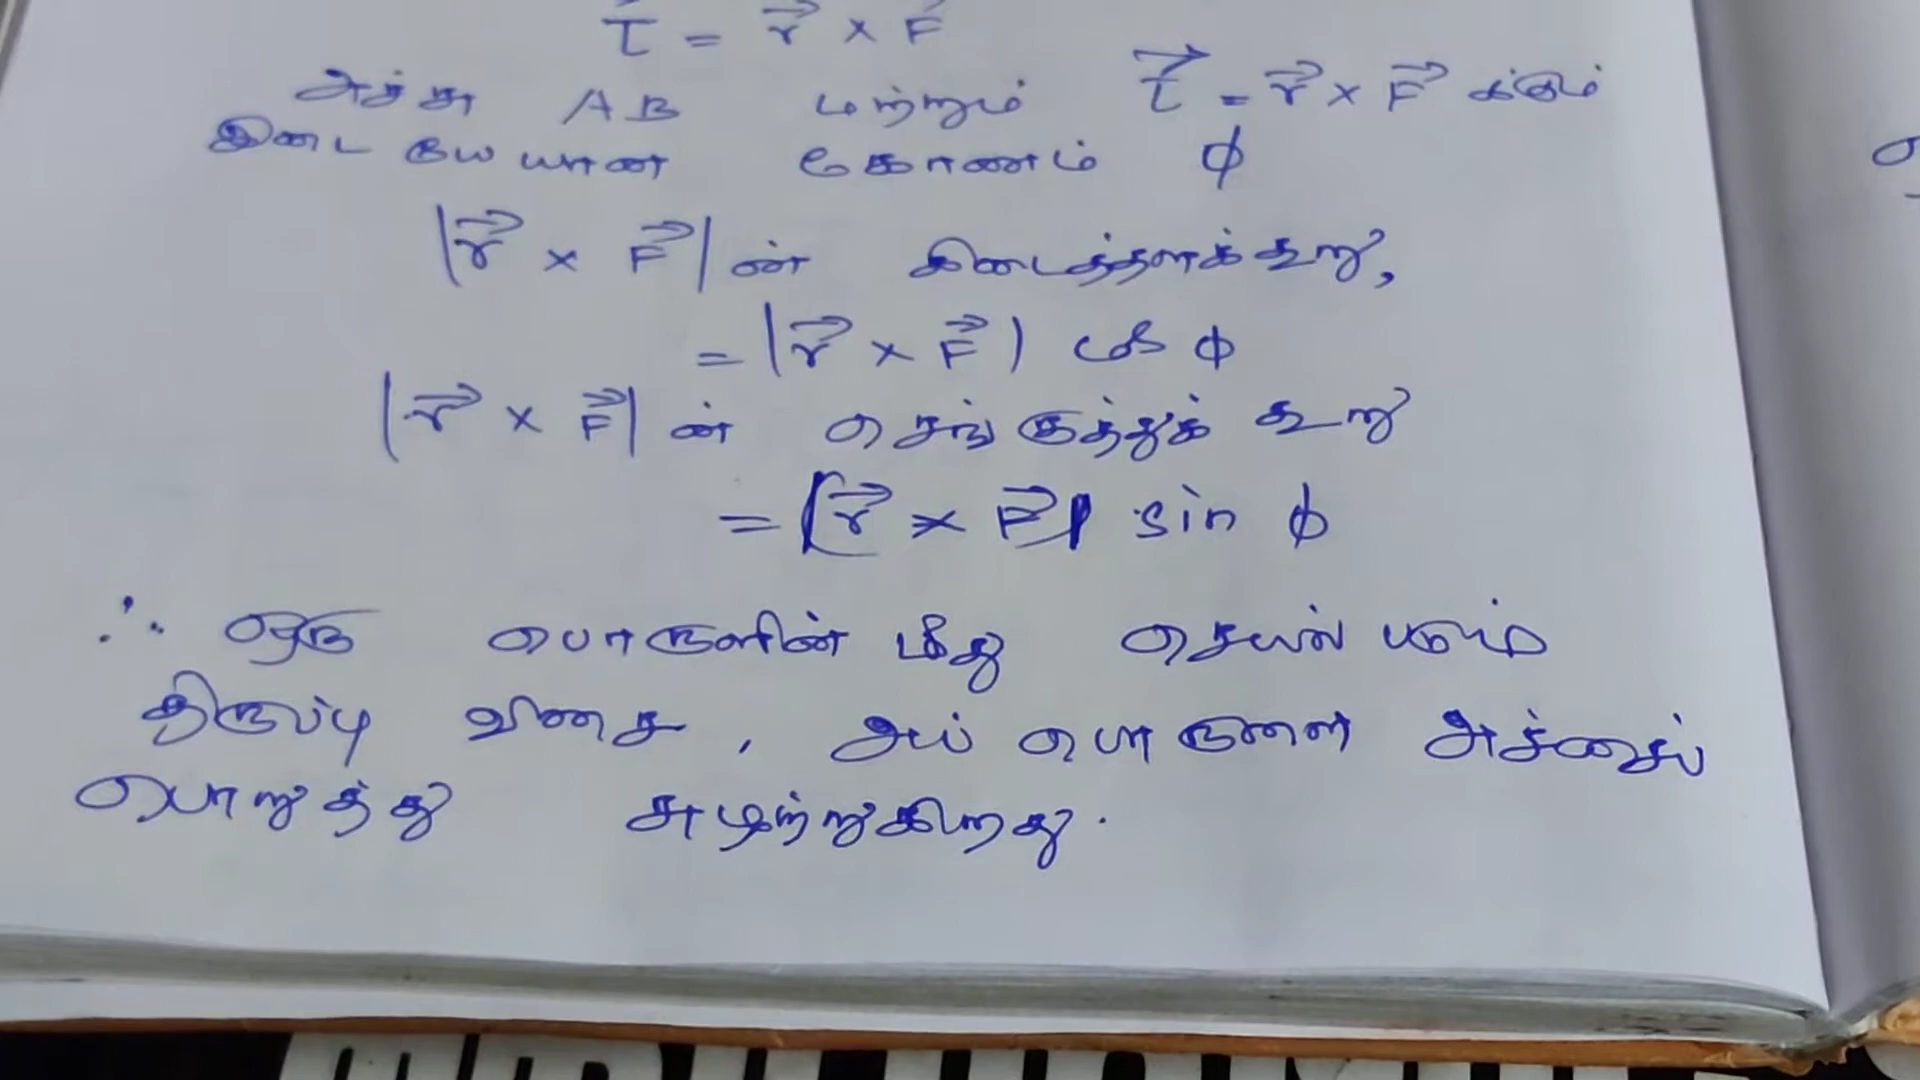 τ⃗ = r⃗ × F⃗
அச்சு AB மற்றும் τ⃗ = r⃗ × F⃗ க்கும்
இடையேயான கோணம் ϕ
|r⃗ × F⃗| ன் கிடைத்தளக்கூறு,
= |r⃗ × F⃗) cos ϕ
|r⃗ × F⃗| ன் செங்குத்துக் கூறு
= |r⃗ × F⃗| sin ϕ
∴ ஒரு பொருளின் மீது செயல்படும்
திருப்பு விசை, அப் பொருளை அச்சைப்
பொறுத்து சுழற்றுகிறது.